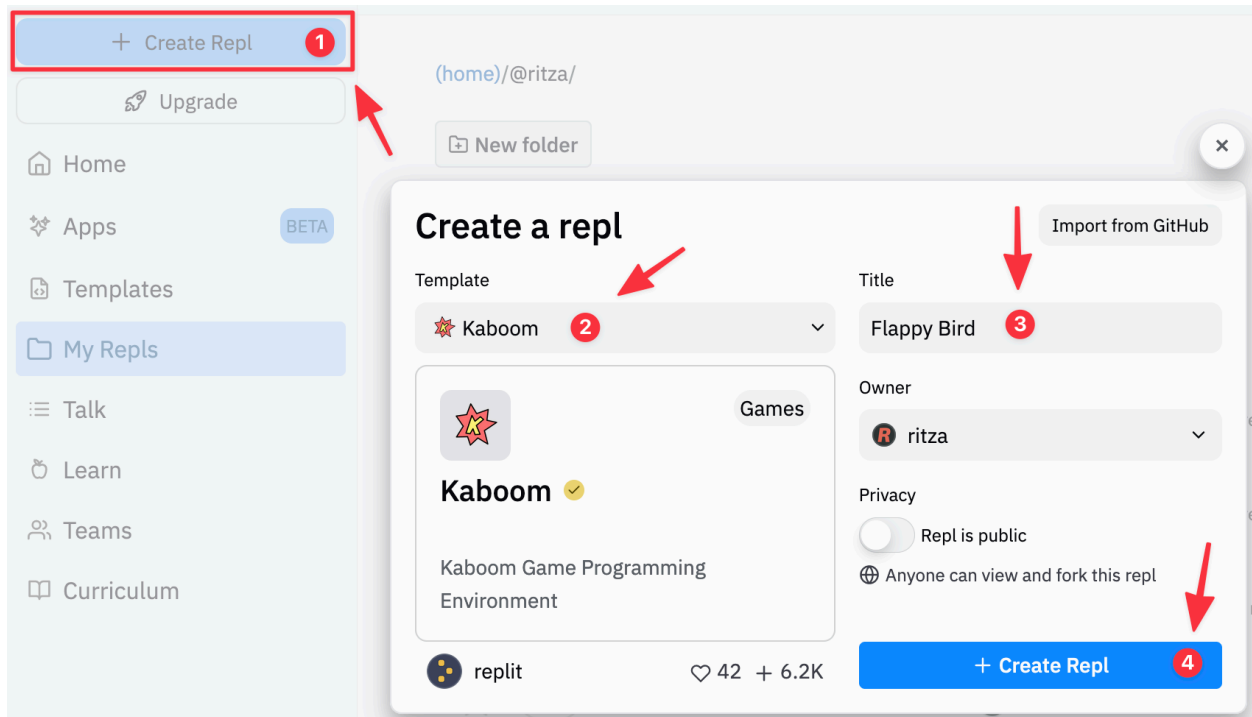 + Create Repl 1
Upgrade
Home
Apps BETA
Templates
My Repls
Talk
Learn
Teams
Curriculum
(home)/@ritza/
New folder
Create a repl
Import from GitHub
Template
Kaboom 2
Title
Flappy Bird 3
K
Games
Kaboom
Kaboom Game Programming
Environment
replit
42 + 6.2K
Owner
R ritza
Privacy
Repl is public
Anyone can view and fork this repl
+ Create Repl 4